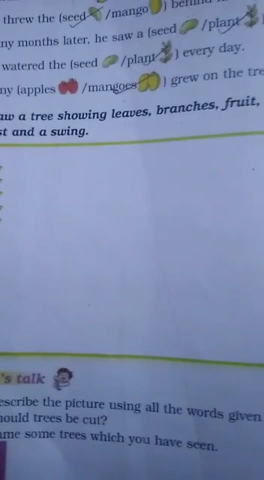 threw the (seed /mango ) behind
ny months later, he saw a (seed /plant
watered the (seed /plant ) every day.
ny (apples /mangoes ) grew on the tre
aw a tree showing leaves, branches, fruit,
st and a swing.
's talk
escribe the picture using all the words given
hould trees be cut?
ame some trees which you have seen.